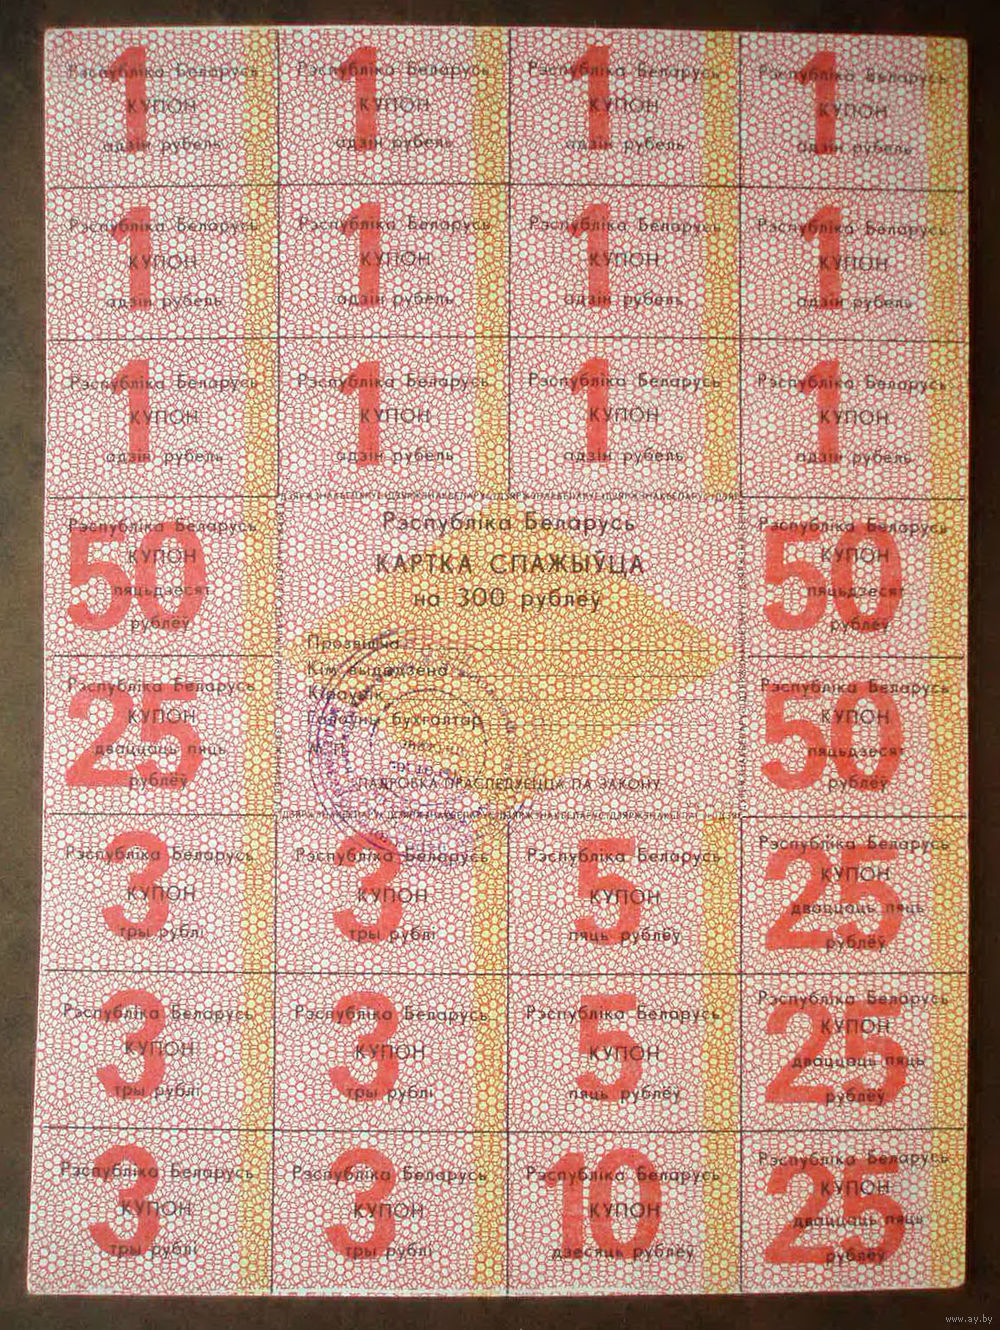 1 1 1 1
Рэспубліка Беларусь Рэспубліка Беларусь Рэспубліка Беларусь Рэспубліка Беларусь
КУПОН КУПОН КУПОН КУПОН
адзін рубель адзін рубель адзін рубель адзін рубель
1 1 1 1
Рэспубліка Беларусь Рэспубліка Беларусь Рэспубліка Беларусь Рэспубліка Беларусь
КУПОН КУПОН КУПОН КУПОН
адзін рубель адзін рубель адзін рубель адзін рубель
1 1 1 1
Рэспубліка Беларусь Рэспубліка Беларусь Рэспубліка Беларусь Рэспубліка Беларусь
КУПОН КУПОН КУПОН КУПОН
адзін рубель адзін рубель адзін рубель адзін рубель
50
Рэспубліка Беларусь
КУПОН
пяцьдзесят
рублёў
Рэспубліка Беларусь
КАРТКА СПАЖЫЎЦА
на 300 рублёў
Прозвішча
Кім выдадзена
Кіраўнік
Галоўны бухгалтар
М. П.
ПАДРОБКА ПРАСЛЕДУЕЦЦА ПА ЗАКОНУ
50
Рэспубліка Беларусь
КУПОН
пяцьдзесят
рублёў
25
Рэспубліка Беларусь
КУПОН
дваццаць пяць
рублёў
50
Рэспубліка Беларусь
КУПОН
пяцьдзесят
рублёў
3 3 5 25
Рэспубліка Беларусь Рэспубліка Беларусь Рэспубліка Беларусь Рэспубліка Беларусь
КУПОН КУПОН КУПОН КУПОН
тры рублі тры рублі пяць рублёў дваццаць пяць
рублёў
3 3 5 25
Рэспубліка Беларусь Рэспубліка Беларусь Рэспубліка Беларусь Рэспубліка Беларусь
КУПОН КУПОН КУПОН КУПОН
тры рублі тры рублі пяць рублёў дваццаць пяць
рублёў
3 3 10 25
Рэспубліка Беларусь Рэспубліка Беларусь Рэспубліка Беларусь Рэспубліка Беларусь
КУПОН КУПОН КУПОН КУПОН
тры рублі тры рублі дзесяць рублёў дваццаць пяць
рублёў
www.ay.by